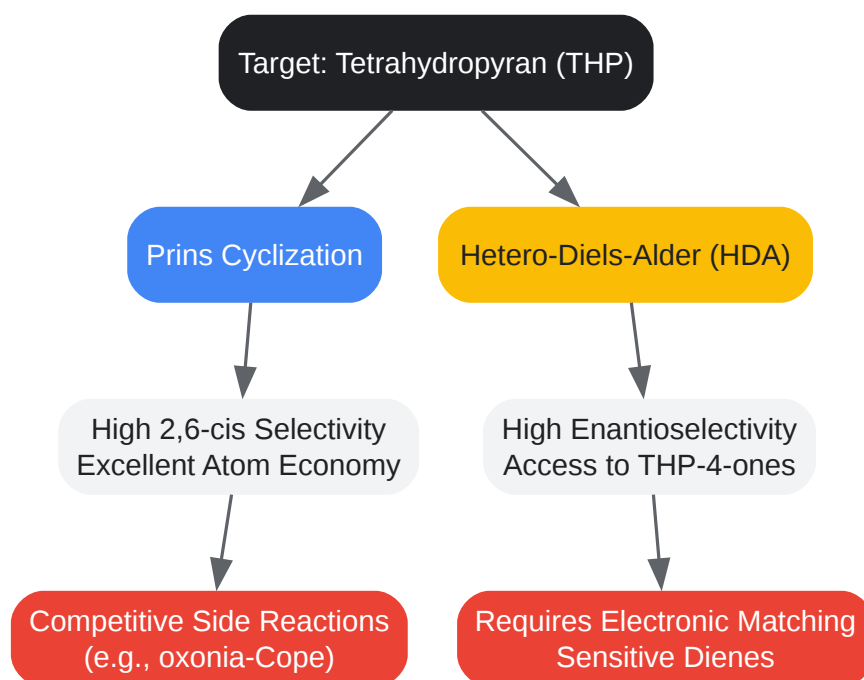 Target: Tetrahydropyran (THP)
Prins Cyclization
Hetero-Diels-Alder (HDA)
High 2,6-cis Selectivity
Excellent Atom Economy
High Enantioselectivity
Access to THP-4-ones
Competitive Side Reactions
(e.g., oxonia-Cope)
Requires Electronic Matching
Sensitive Dienes